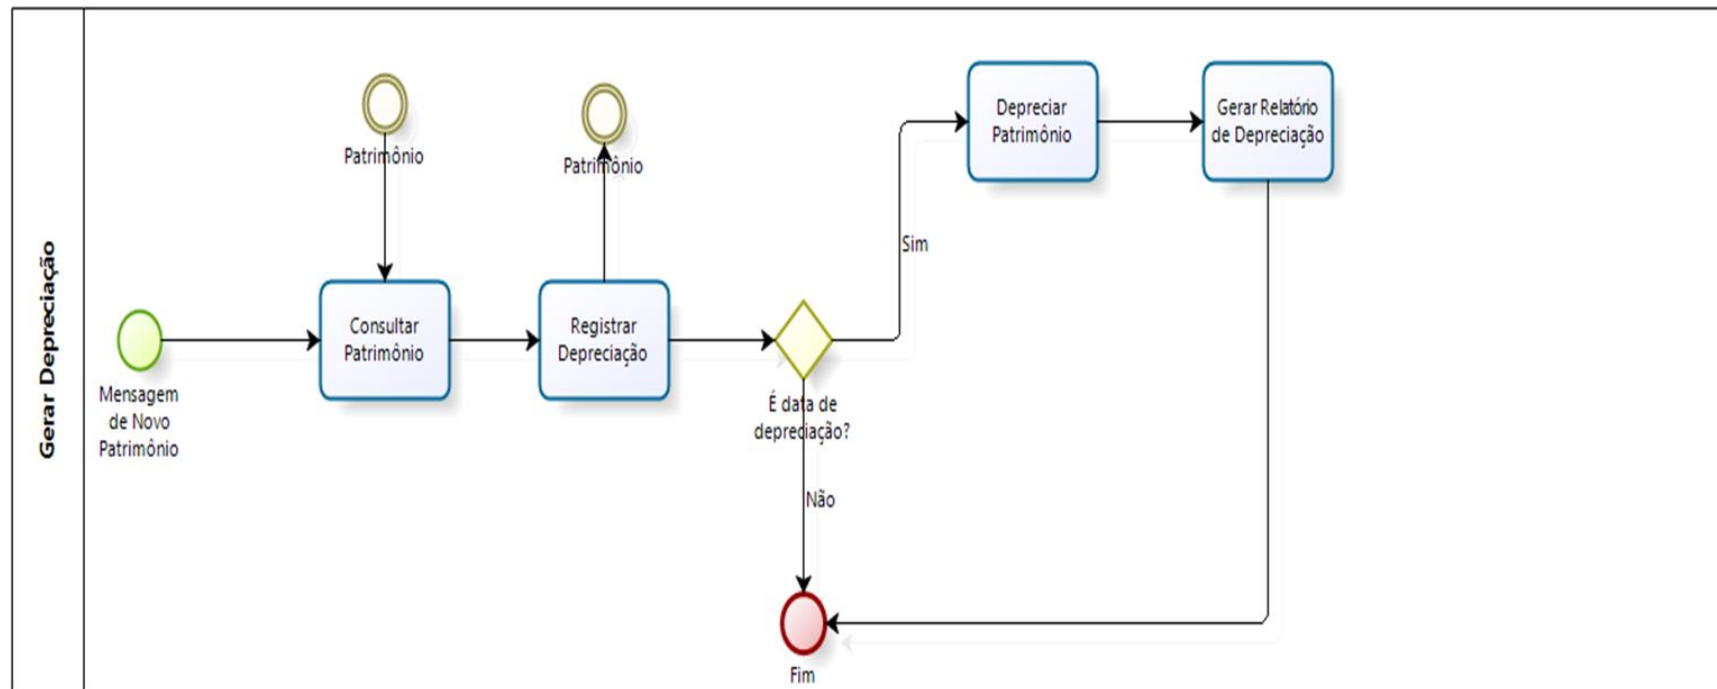 Gerar Depreciação
Patrimônio
Patrimônio
Depreciar
Patrimônio
Gerar Relatório
de Depreciação
Sim
Mensagem
de Novo
Patrimônio
Consultar
Patrimônio
Registrar
Depreciação
É data de
depreciação?
Não
Fim